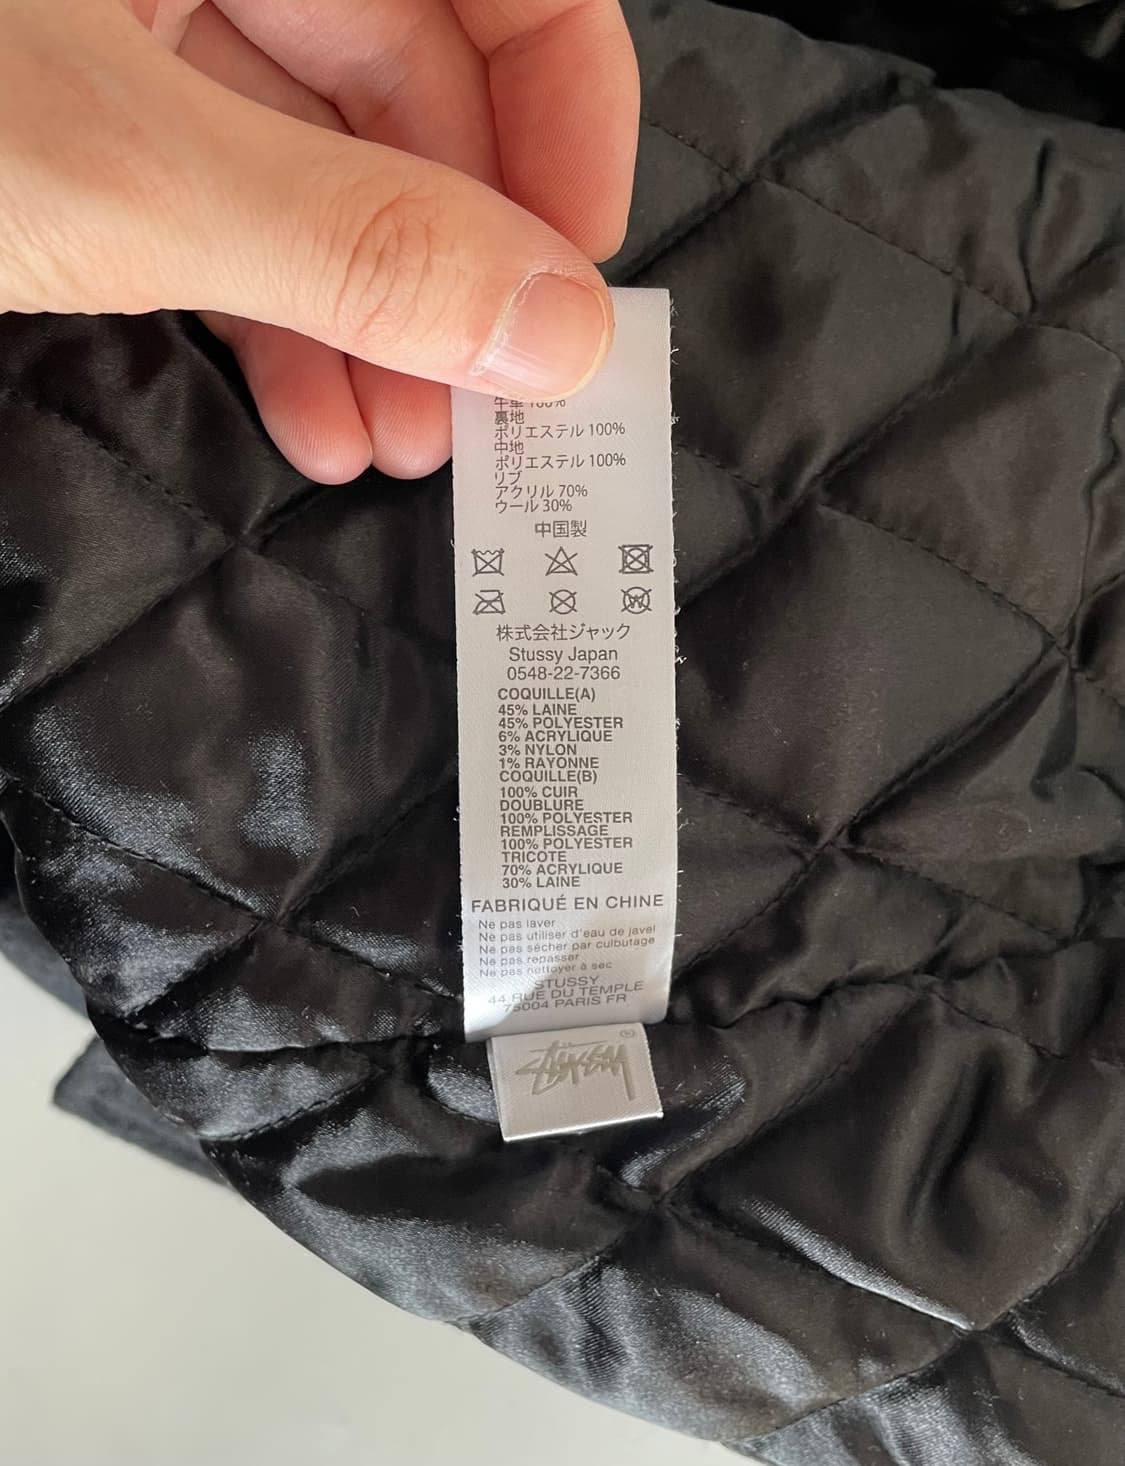 牛革 100%
裏地
ポリエステル 100%
中地
ポリエステル 100%
リブ
アクリル 70%
ウール 30%
中国製
株式会社ジャック
Stussy Japan
0548-22-7366
COQUILLE(A)
45% LAINE
45% POLYESTER
6% ACRYLIQUE
3% NYLON
1% RAYONNE
COQUILLE(B)
100% CUIR
DOUBLURE
100% POLYESTER
REMPLISSAGE
100% POLYESTER
TRICOTE
70% ACRYLIQUE
30% LAINE
FABRIQUÉ EN CHINE
Ne pas laver
Ne pas utiliser d'eau de javel
Ne pas sécher par culbutage
Ne pas repasser
Ne pas nettoyer à sec
STUSSY
44 RUE DU TEMPLE
75004 PARIS FR
Stüssy ®